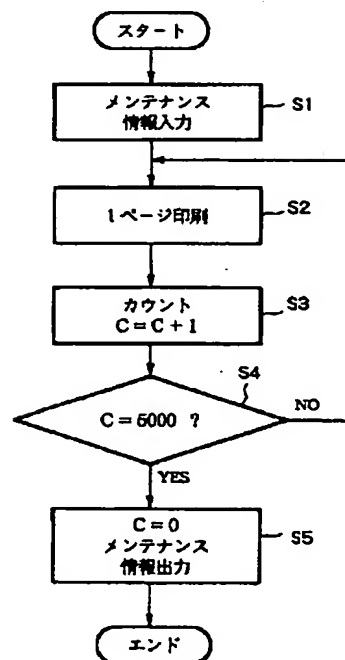 スタート
メンテナンス
情報入力
S1
1ページ印刷
S2
カウント
C=C+1
S3
S4
C=5000 ?
NO
YES
C=0
メンテナンス
情報出力
S5
エンド